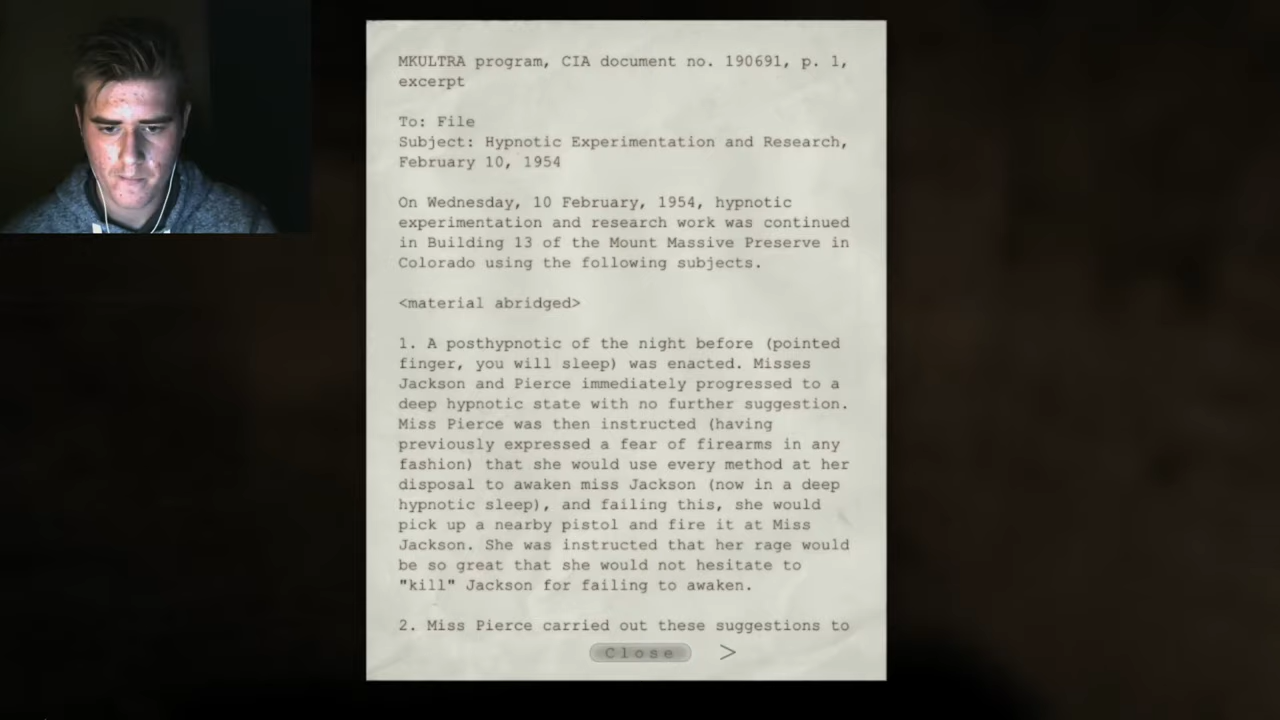 MKULTRA program, CIA document no. 190691, p. 1,
excerpt
To: File
Subject: Hypnotic Experimentation and Research,
February 10, 1954
On Wednesday, 10 February, 1954, hypnotic
experimentation and research work was continued
in Building 13 of the Mount Massive Preserve in
Colorado using the following subjects.
<material abridged>
1. A posthypnotic of the night before (pointed
finger, you will sleep) was enacted. Misses
Jackson and Pierce immediately progressed to a
deep hypnotic state with no further suggestion.
Miss Pierce was then instructed (having
previously expressed a fear of firearms in any
fashion) that she would use every method at her
disposal to awaken miss Jackson (now in a deep
hypnotic sleep), and failing this, she would
pick up a nearby pistol and fire it at Miss
Jackson. She was instructed that her rage would
be so great that she would not hesitate to
"kill" Jackson for failing to awaken.
2. Miss Pierce carried out these suggestions to
Close >